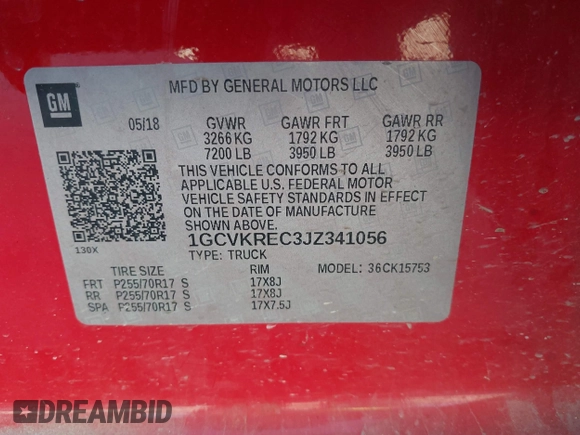 GM
MFD BY GENERAL MOTORS LLC
05/18 GVWR GAWR FRT GAWR RR
3266 KG 1792 KG 1792 KG
7200 LB 3950 LB 3950 LB
THIS VEHICLE CONFORMS TO ALL
APPLICABLE U.S. FEDERAL MOTOR
VEHICLE SAFETY STANDARDS IN EFFECT
ON THE DATE OF MANUFACTURE
SHOWN ABOVE.
1GCVKREC3JZ341056
TYPE: TRUCK MODEL: 36CK15753
130X
TIRE SIZE RIM
FRT P255/70R17 S 17X8J
RR P255/70R17 S 17X8J
SPA P255/70R17 S 17X7.5J
DREAMBID